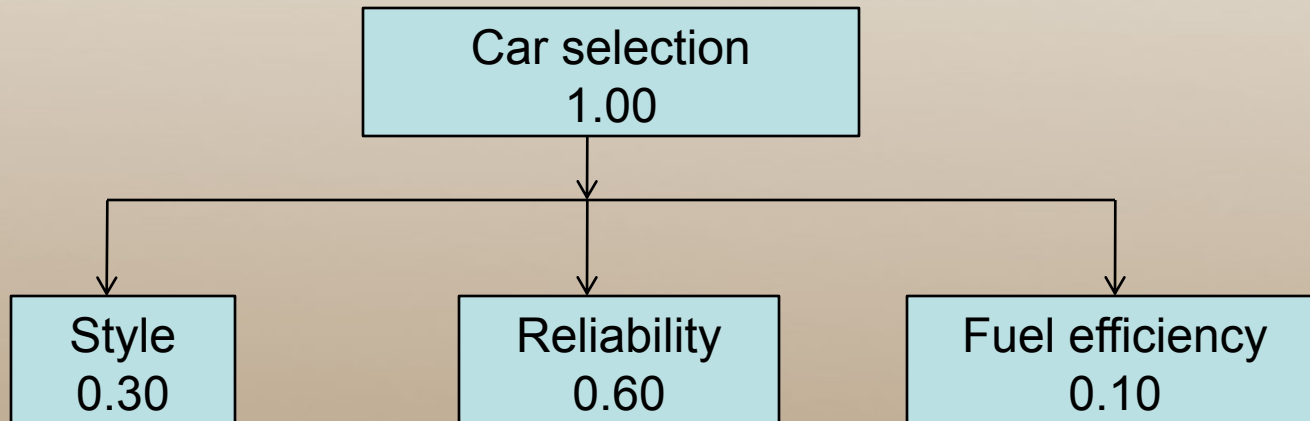 Car selection
1.00
Style
0.30
Reliability
0.60
Fuel efficiency
0.10